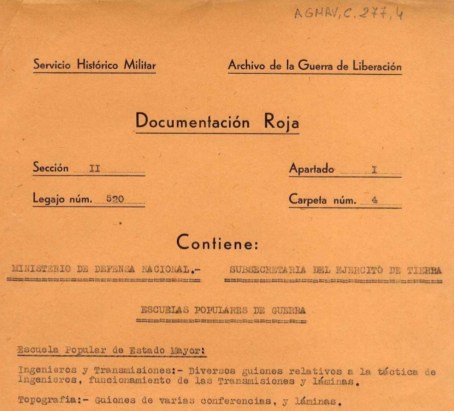 AGMAV, C. 277, 4
Servicio Histórico Militar Archivo de la Guerra de Liberación
Documentación Roja
Sección II Apartado I
Legajo núm. 520 Carpeta núm. 4
Contiene:
MINISTERIO DE DEFENSA NACIONAL.- SUBSECRETARIA DEL EJERCITO DE TIERRA
ESCUELAS POPULARES DE GUERRA
Escuela Popular de Estado Mayor:
Ingenieros y Transmisiones:- Diversos guiones relativos a la táctica de
Ingenieros, funcionamiento de las Transmisiones y láminas.
Topografía:- Guiones de varias conferencias, y láminas.